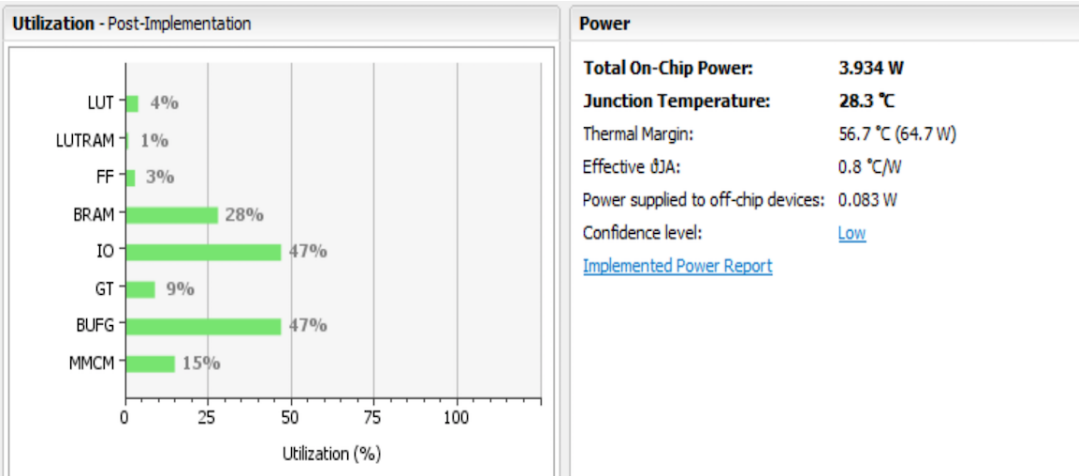 Utilization - Post-Implementation
LUT 4%
LUTRAM 1%
FF 3%
BRAM 28%
IO 47%
GT 9%
BUFG 47%
MMCM 15%
0 25 50 75 100
Utilization (%)
Power
Total On-Chip Power: 3.934 W
Junction Temperature: 28.3 °C
Thermal Margin: 56.7 °C (64.7 W)
Effective ϑJA: 0.8 °C/W
Power supplied to off-chip devices: 0.083 W
Confidence level: Low
Implemented Power Report